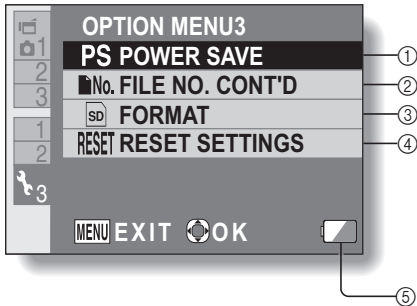 OPTION MENU3
1
2
3
1
2
3
PS POWER SAVE ①
No. FILE NO. CONT'D ②
SD FORMAT ③
RESET RESET SETTINGS ④
MENU EXIT OK
⑤